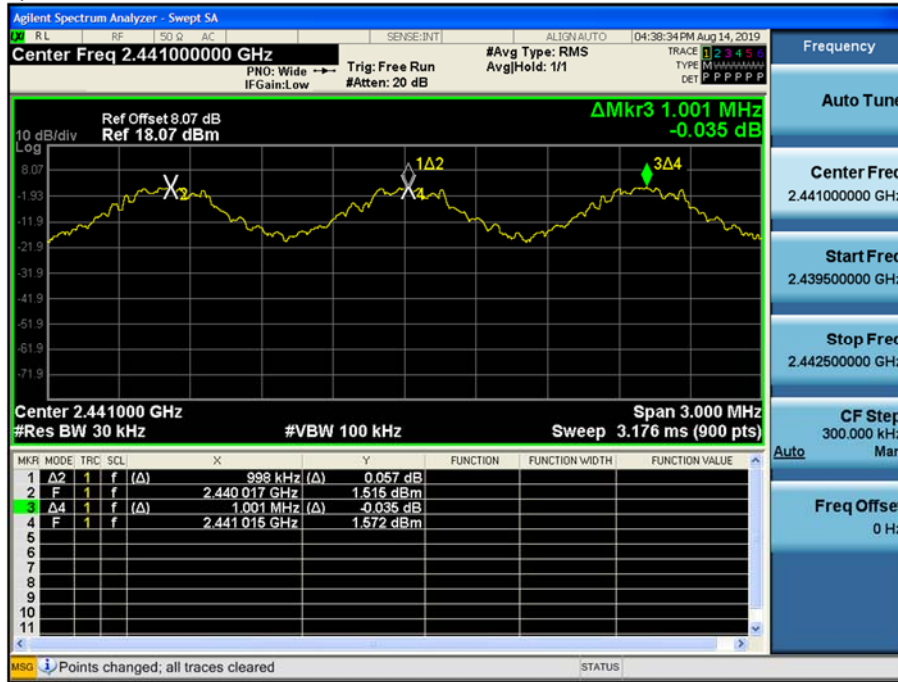 Agilent Spectrum Analyzer - Swept SA
LXI RL RF 50 Ω AC SENSE:INT ALIGNAUTO 04:38:34 PM Aug 14, 2019
Center Freq 2.441000000 GHz
PNO: Wide
IFGain:Low
Trig: Free Run
#Atten: 20 dB
#Avg Type: RMS
Avg|Hold: 1/1
TRACE 1 2 3 4 5 6
TYPE M WWWWW
DET P P P P P P
Frequency
Ref Offset 8.07 dB
10 dB/div Ref 18.07 dBm
Log
ΔMkr3 1.001 MHz
-0.035 dB
8.07
-1.93
-11.9
-21.9
-31.9
-41.9
-51.9
-61.9
-71.9
2
1Δ2
4
3Δ4
Center 2.441000 GHz Span 3.000 MHz
#Res BW 30 kHz #VBW 100 kHz Sweep 3.176 ms (900 pts)
MKR MODE TRC SCL X Y FUNCTION FUNCTION WIDTH FUNCTION VALUE
1 Δ2 1 f (Δ) 998 kHz (Δ) 0.057 dB
2 F 1 f 2.440 017 GHz 1.515 dBm
3 Δ4 1 f (Δ) 1.001 MHz (Δ) -0.035 dB
4 F 1 f 2.441 015 GHz 1.572 dBm
5
6
7
8
9
10
11
MSG Points changed; all traces cleared STATUS
Auto Tune
Center Freq
2.441000000 GHz
Start Freq
2.439500000 GHz
Stop Freq
2.442500000 GHz
CF Step
300.000 kHz
Auto Man
Freq Offset
0 Hz